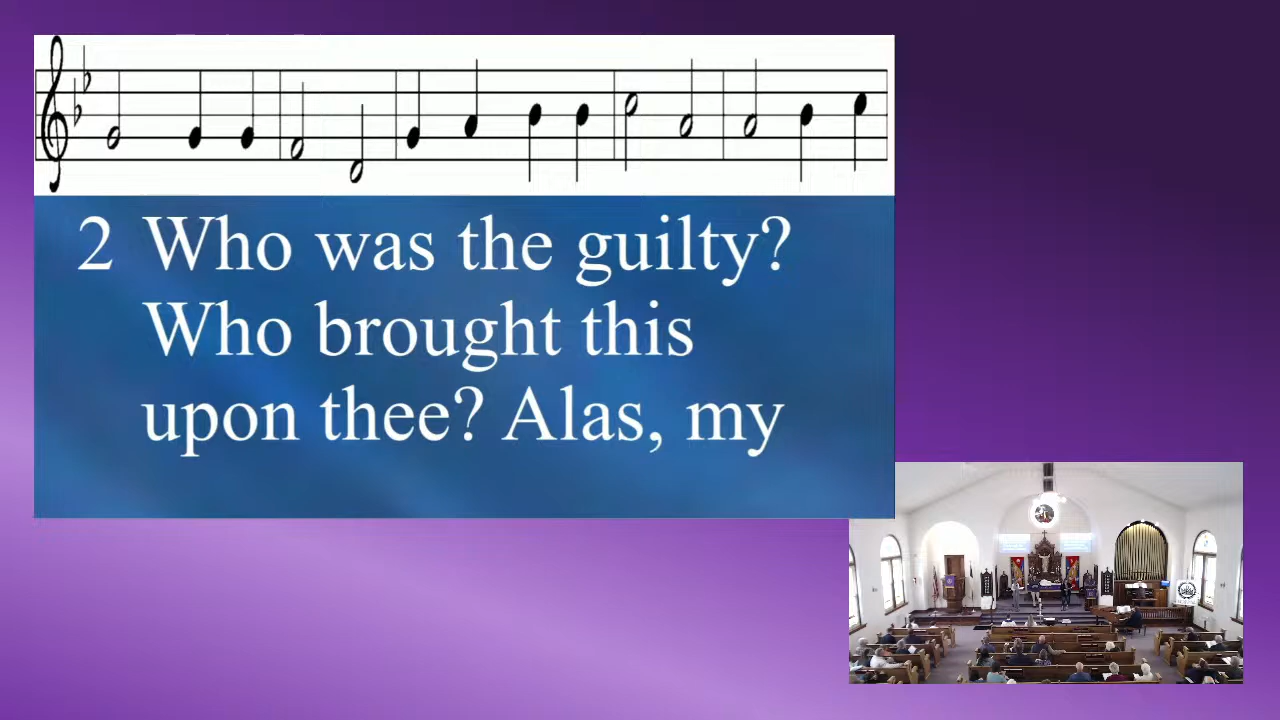 2 Who was the guilty?
Who brought this
upon thee? Alas, my